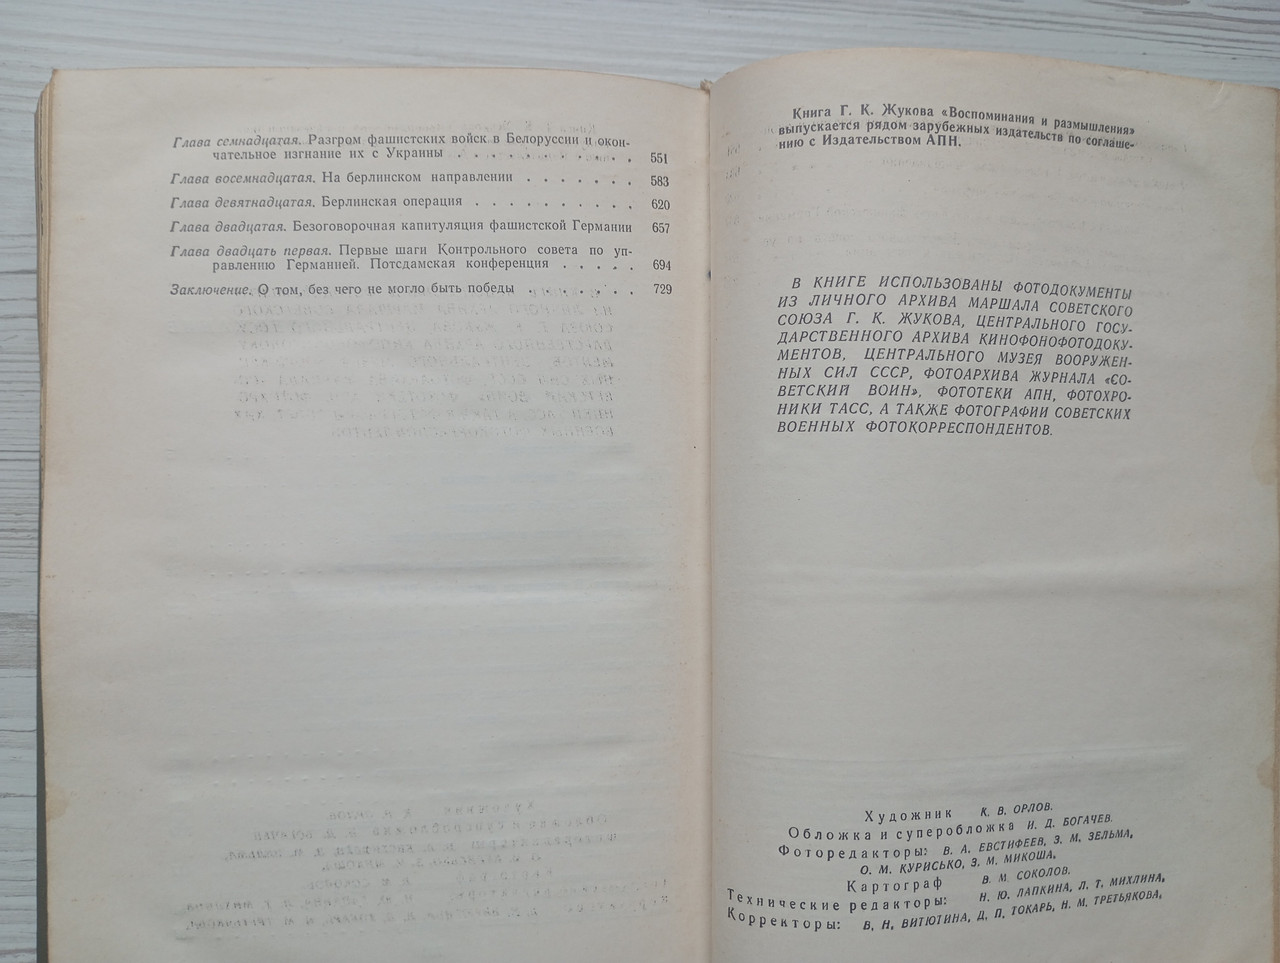 Глава семнадцатая. Разгром фашистских войск в Белоруссии и окон-
чательное изгнание их с Украины . . . . . . . . . . . 551
Глава восемнадцатая. На берлинском направлении . . . . . . . 583
Глава девятнадцатая. Берлинская операция . . . . . . . . . . 620
Глава двадцатая. Безоговорочная капитуляция фашистской Германии 657
Глава двадцать первая. Первые шаги Контрольного совета по уп-
равлению Германией. Потсдамская конференция . . . . . 694
Заключение. О том, без чего не могло быть победы . . . . . . . 729
Книга Г. К. Жукова «Воспоминания и размышления»
выпускается рядом зарубежных издательств по соглаше-
нию с Издательством АПН.
В КНИГЕ ИСПОЛЬЗОВАНЫ ФОТОДОКУМЕНТЫ
ИЗ ЛИЧНОГО АРХИВА МАРШАЛА СОВЕТСКОГО
СОЮЗА Г. К. ЖУКОВА, ЦЕНТРАЛЬНОГО ГОСУ-
ДАРСТВЕННОГО АРХИВА КИНОФОНОФОТОДОКУ-
МЕНТОВ, ЦЕНТРАЛЬНОГО МУЗЕЯ ВООРУЖЕН-
НЫХ СИЛ СССР, ФОТОАРХИВА ЖУРНАЛА «СО-
ВЕТСКИЙ ВОИН», ФОТОТЕКИ АПН, ФОТОХРО-
НИКИ ТАСС, А ТАКЖЕ ФОТОГРАФИИ СОВЕТСКИХ
ВОЕННЫХ ФОТОКОРРЕСПОНДЕНТОВ.
Художник К. В. ОРЛОВ.
Обложка и суперобложка И. Д. БОГАЧЕВ.
Фоторедакторы: В. А. ЕВСТИФЕЕВ, З. М. ЗЕЛЬМА,
О. М. КУРИСЬКО, З. М. МИКОША,
Картограф В. М. СОКОЛОВ.
Технические редакторы: Н. Ю. ЛАПКИНА, Л. Т. МИХЛИНА,
Корректоры: В. Н. ВИТЮТИНА, Д. П. ТОКАРЬ, Н. М. ТРЕТЬЯКОВА,